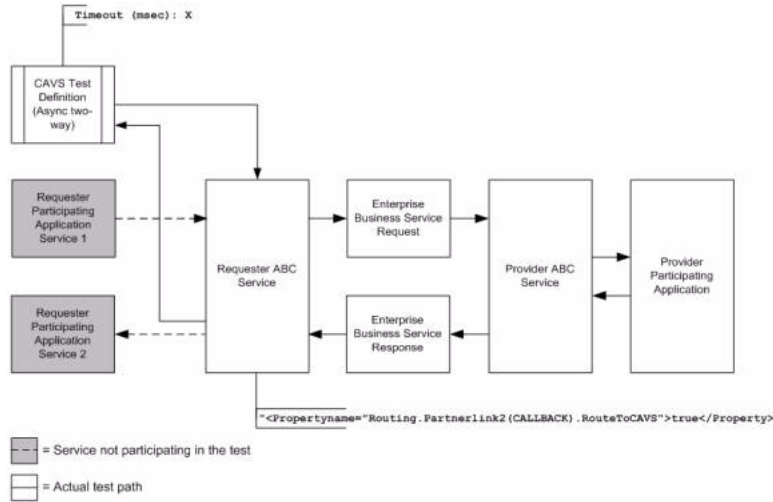 Timeout (msec): X
CAVS Test
Definition
(Async two-
way)
Requester
Participating
Application
Service 1
Requester ABC
Service
Enterprise
Business Service
Request
Provider ABC
Service
Provider
Participating
Application
Requester
Participating
Application
Service 2
Enterprise
Business Service
Response
"<Propertyname="Routing.Partnerlink2(CALLBACK).RouteToCAVS">true</Property>
= Service not participating in the test
= Actual test path